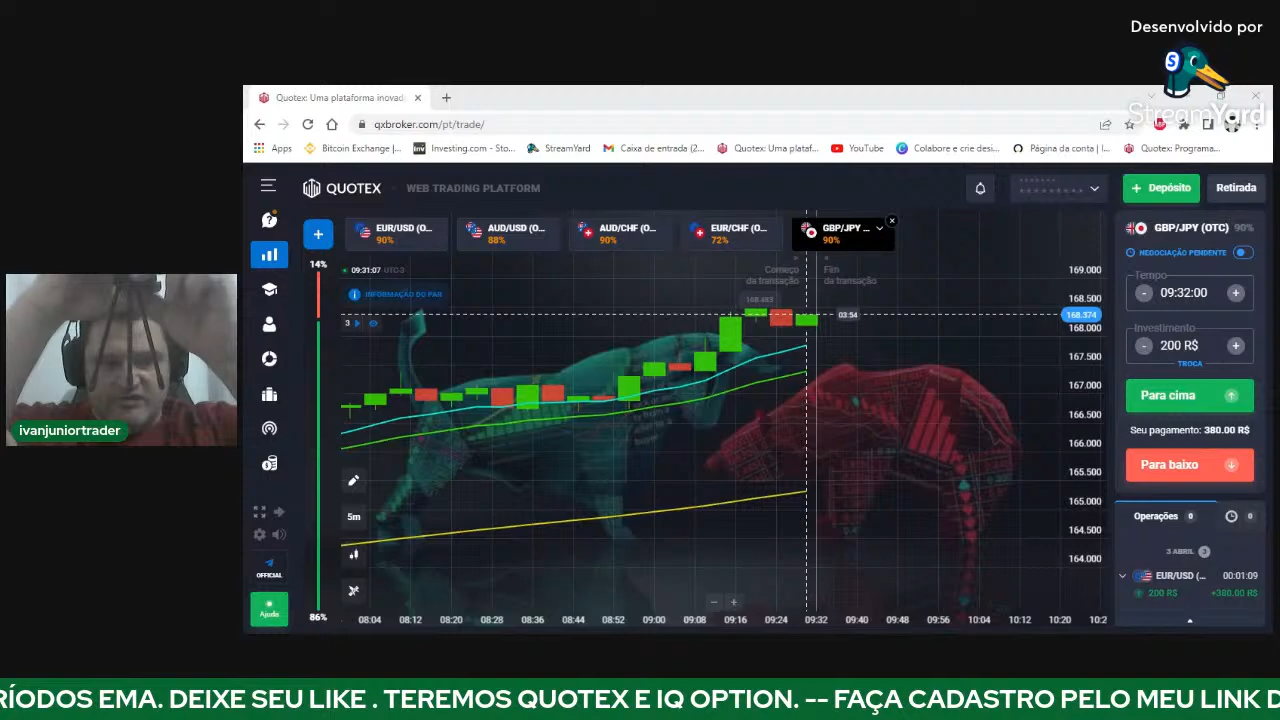 Desenvolvido por
S
StreamYard
Quotex: Uma plataforma inovad
qxbroker.com/pt/trade/
Apps
Bitcoin Exchange |...
Investing.com - Sto...
StreamYard
Caixa de entrada (2...
Quotex: Uma plataf...
YouTube
Colabore e crie desi...
Página da conta | I...
Quotex: Programa...
QUOTEX
WEB TRADING PLATFORM
Depósito
Retirada
EUR/USD (O...
90%
AUD/USD (O...
88%
AUD/CHF (O...
90%
EUR/CHF (O...
72%
GBP/JPY ...
90%
GBP/JPY (OTC) 90%
NEGOCIAÇÃO PENDENTE
14%
09:31:07 UTC-3
Começo da transação
Fim da transação
INFORMAÇÃO DO PAR
168.483
3
03:54
169.000
168.500
168.374
168.000
167.500
167.000
166.500
166.000
165.500
165.000
164.500
164.000
Tempo
- 09:32:00 +
Investimento
- 200 R$ +
TROCA
Para cima
Seu pagamento: 380.00 R$
Para baixo
Operações 0
0
3 ABRIL 3
EUR/USD (... 00:01:09
200 R$ +380.00 R$
5m
OFFICIAL
Ajuda
86%
08:04 08:12 08:20 08:28 08:36 08:44 08:52 09:00 09:08 09:16 09:24 09:32 09:40 09:48 09:56 10:04 10:12 10:20 10:2
ivanjuniortrader
RÍODOS EMA. DEIXE SEU LIKE . TEREMOS QUOTEX E IQ OPTION. -- FAÇA CADASTRO PELO MEU LINK D